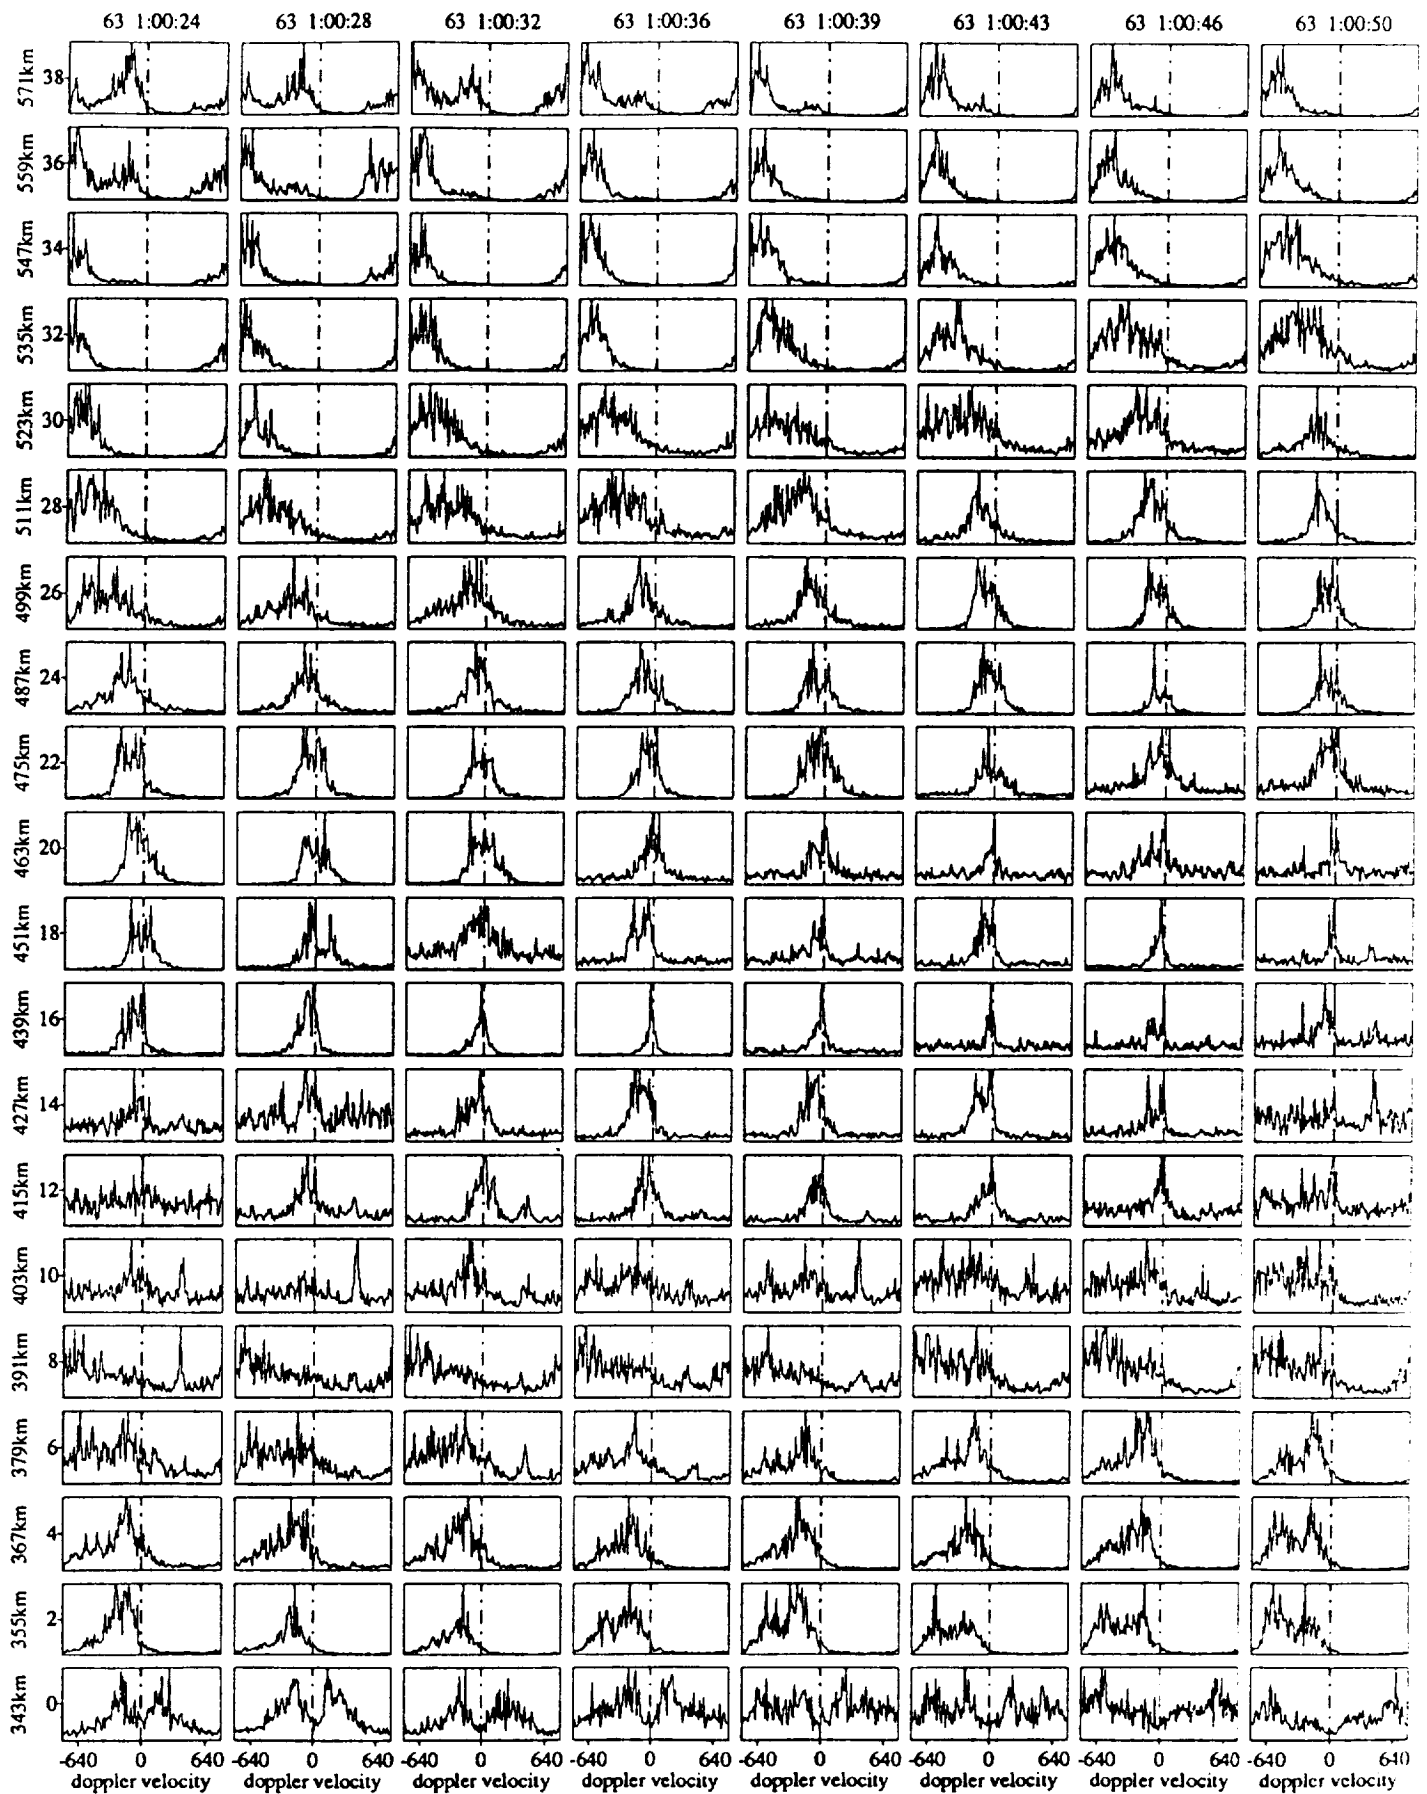 63 1:00:24 63 1:00:28 63 1:00:32 63 1:00:36 63 1:00:39 63 1:00:43 63 1:00:46 63 1:00:50
571km 38
559km 36
547km 34
535km 32
523km 30
511km 28
499km 26
487km 24
475km 22
463km 20
451km 18
439km 16
427km 14
415km 12
403km 10
391km 8
379km 6
367km 4
355km 2
343km 0
-640 0 640 -640 0 640 -640 0 640 -640 0 640 -640 0 640 -640 0 640 -640 0 640 -640 0 640
doppler velocity doppler velocity doppler velocity doppler velocity doppler velocity doppler velocity doppler velocity doppler velocity